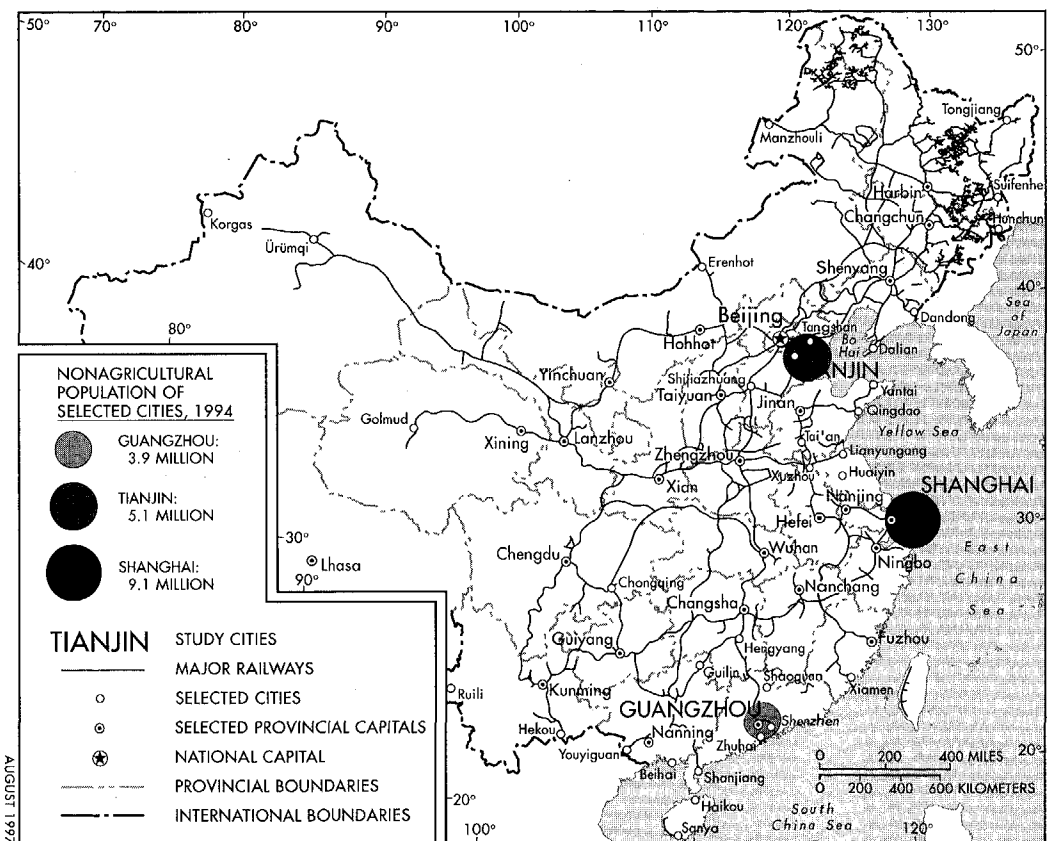 50° 70° 80° 90° 100° 110° 120° 130°
50°
Tongjiang
Manzhouli
Harbin
Suifenhe
Changchun
Hunchun
Korgas
Ürümqi
40°
Erenhot
Shenyang
40°
Sea of Japan
Beijing
Tangshan
Dandong
80°
Hohhot
Bo Hai
Dalian
NJIN
Yinchuan
Shijiazhuang
Yantai
Taiyuan
Jinan
Qingdao
Golmud
Yellow Sea
Xining
Lanzhou
Tai'an
Zhengzhou
Lianyungang
Xuzhou
Huaiyin
Xian
SHANGHAI
Nanjing
Hefei
30°
30°
Chengdu
Wuhan
East China Sea
Lhasa
Ningbo
90°
Chongqing
Nanchang
Changsha
Guiyang
Fuzhou
Hengyang
Guilin
Shaoguan
Xiamen
Ruili
Kunming
GUANGZHOU
Shenzhen
Hekou
Nanning
Zhuhai
Youyiguan
Beihai
Shanjiang
20°
Haikou
South China Sea
20°
Sanya
100°
120°
0 200 400 MILES
0 200 400 600 KILOMETERS
NONAGRICULTURAL
POPULATION OF
SELECTED CITIES, 1994
GUANGZHOU:
3.9 MILLION
TIANJIN:
5.1 MILLION
SHANGHAI:
9.1 MILLION
TIANJIN STUDY CITIES
MAJOR RAILWAYS
SELECTED CITIES
SELECTED PROVINCIAL CAPITALS
NATIONAL CAPITAL
PROVINCIAL BOUNDARIES
INTERNATIONAL BOUNDARIES